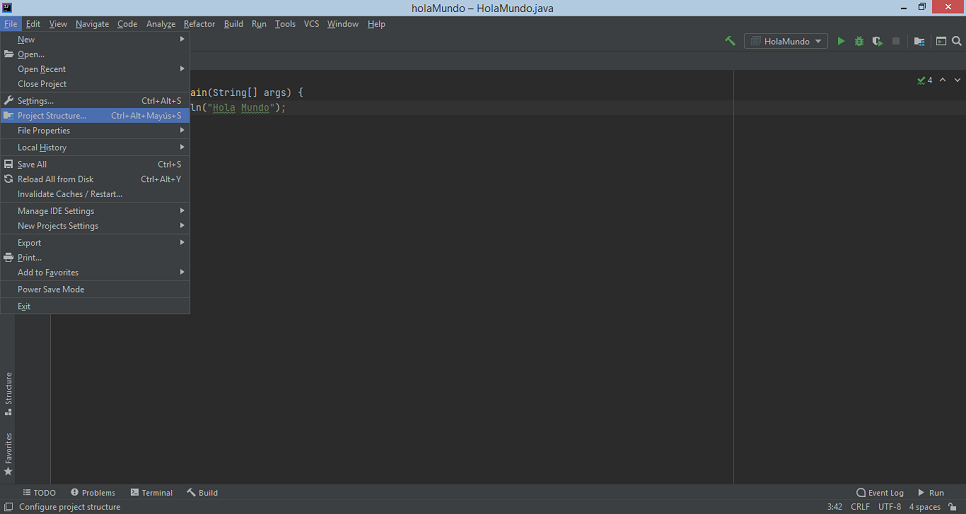 holaMundo – HolaMundo.java
File Edit View Navigate Code Analyze Refactor Build Run Tools VCS Window Help
HolaMundo
New
Open...
Open Recent
Close Project
Settings... Ctrl+Alt+S
Project Structure... Ctrl+Alt+Mayús+S
File Properties
Local History
Save All Ctrl+S
Reload All from Disk Ctrl+Alt+Y
Invalidate Caches / Restart...
Manage IDE Settings
New Projects Settings
Export
Print...
Add to Favorites
Power Save Mode
Exit
ain(String[] args) {
ln("Hola Mundo");
4
Structure
Favorites
TODO Problems Terminal Build Event Log Run
Configure project structure 3:42 CRLF UTF-8 4 spaces